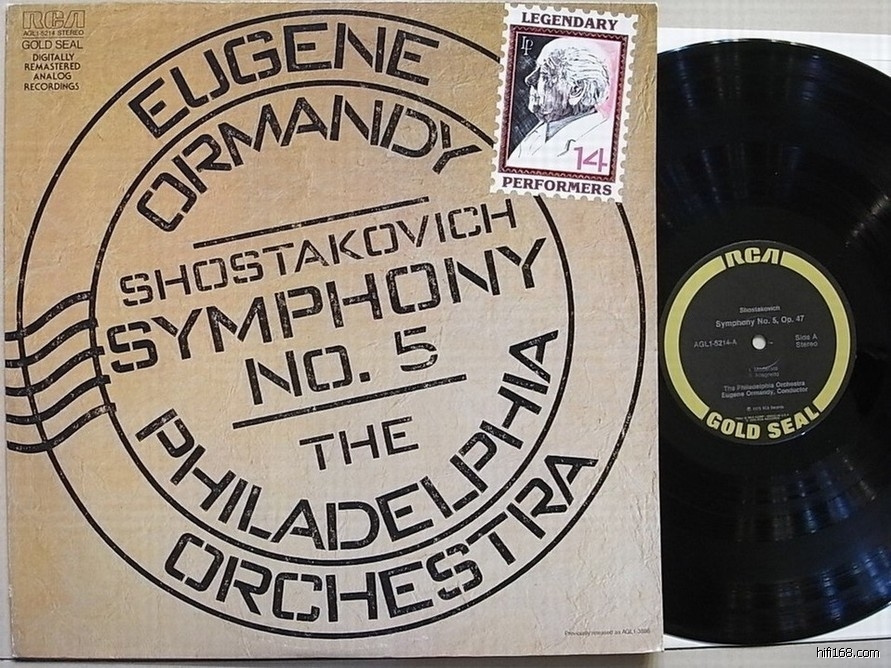 RCA
AGL1-5214 STEREO
GOLD SEAL
DIGITALLY
REMASTERED
ANALOG
RECORDINGS
EUGENE
ORMANDY
SHOSTAKOVICH
SYMPHONY
NO. 5
THE
PHILADELPHIA
ORCHESTRA
LEGENDARY
LP
14
PERFORMERS
RCA
Shostakovich
Symphony No. 5, Op. 47
AGL1-5214-A
Side A
Stereo
The Philadelphia Orchestra
Eugene Ormandy, Conductor
GOLD SEAL
hifi168.com